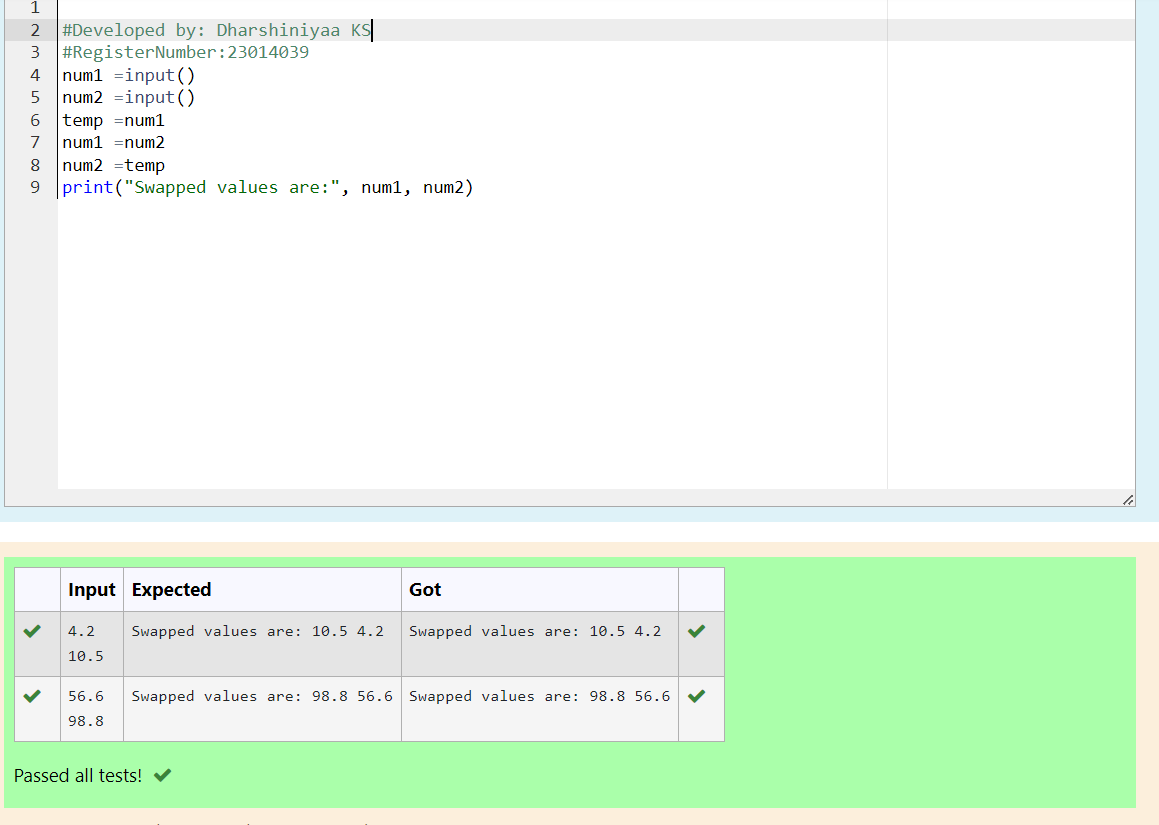 1
2 #Developed by: Dharshiniyaa KS
3 #RegisterNumber:23014039
4 num1 =input()
5 num2 =input()
6 temp =num1
7 num1 =num2
8 num2 =temp
9 print("Swapped values are:", num1, num2)
Input Expected Got
4.2 Swapped values are: 10.5 4.2 Swapped values are: 10.5 4.2
10.5
56.6 Swapped values are: 98.8 56.6 Swapped values are: 98.8 56.6
98.8
Passed all tests!